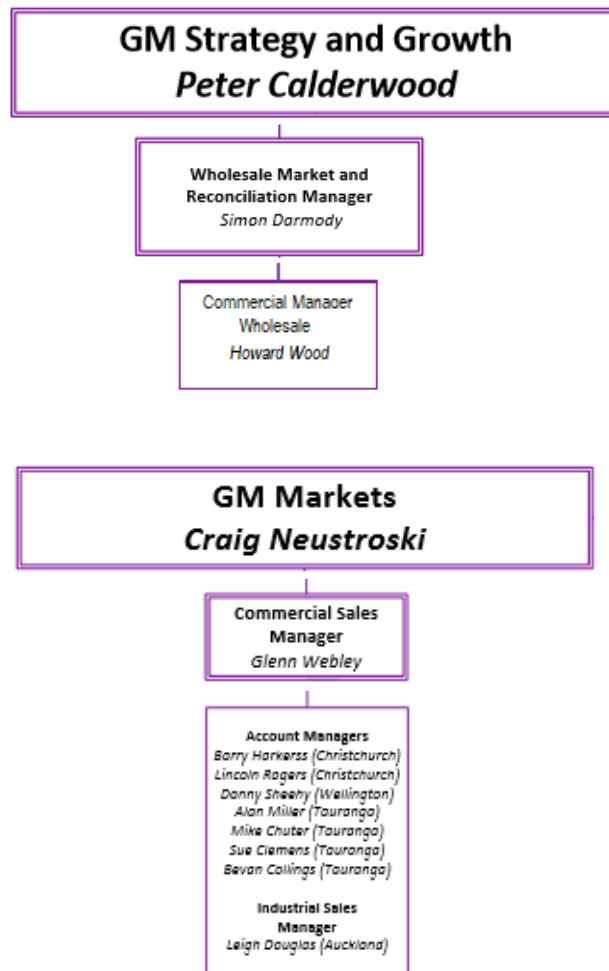 GM Strategy and Growth
Peter Calderwood
Wholesale Market and
Reconciliation Manager
Simon Darmody
Commercial Manager
Wholesale
Howard Wood
GM Markets
Craig Neustroski
Commercial Sales
Manager
Glenn Webley
Account Managers
Barry Harkerss (Christchurch)
Lincoln Rogers (Christchurch)
Danny Sheehy (Wellington)
Alan Miller (Tauranga)
Mike Chuter (Tauranga)
Sue Clemens (Tauranga)
Bevan Collings (Tauranga)
Industrial Sales
Manager
Leigh Douglas (Auckland)